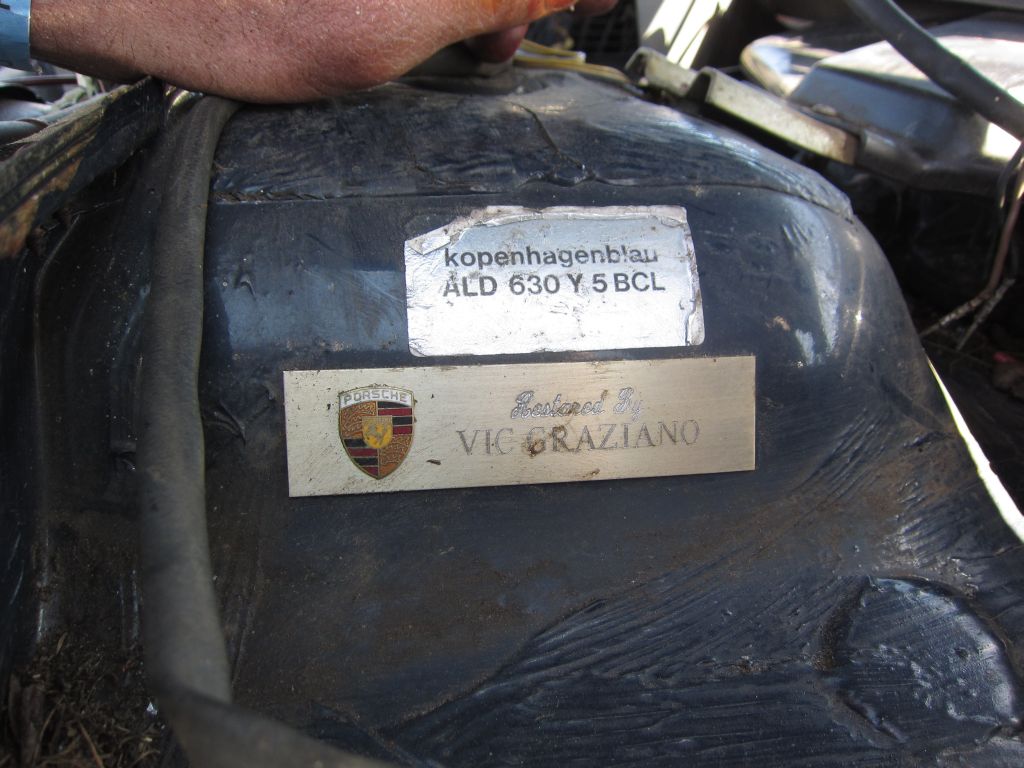 kopenhagenblau
ALD 630 Y 5 BCL
PORSCHE
Restored By
VIC GRAZIANO